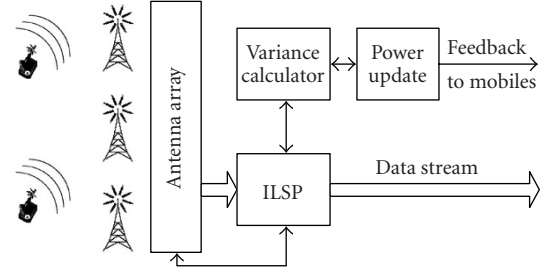 Antenna array
Variance
calculator
Power
update
Feedback
to mobiles
ILSP
Data stream